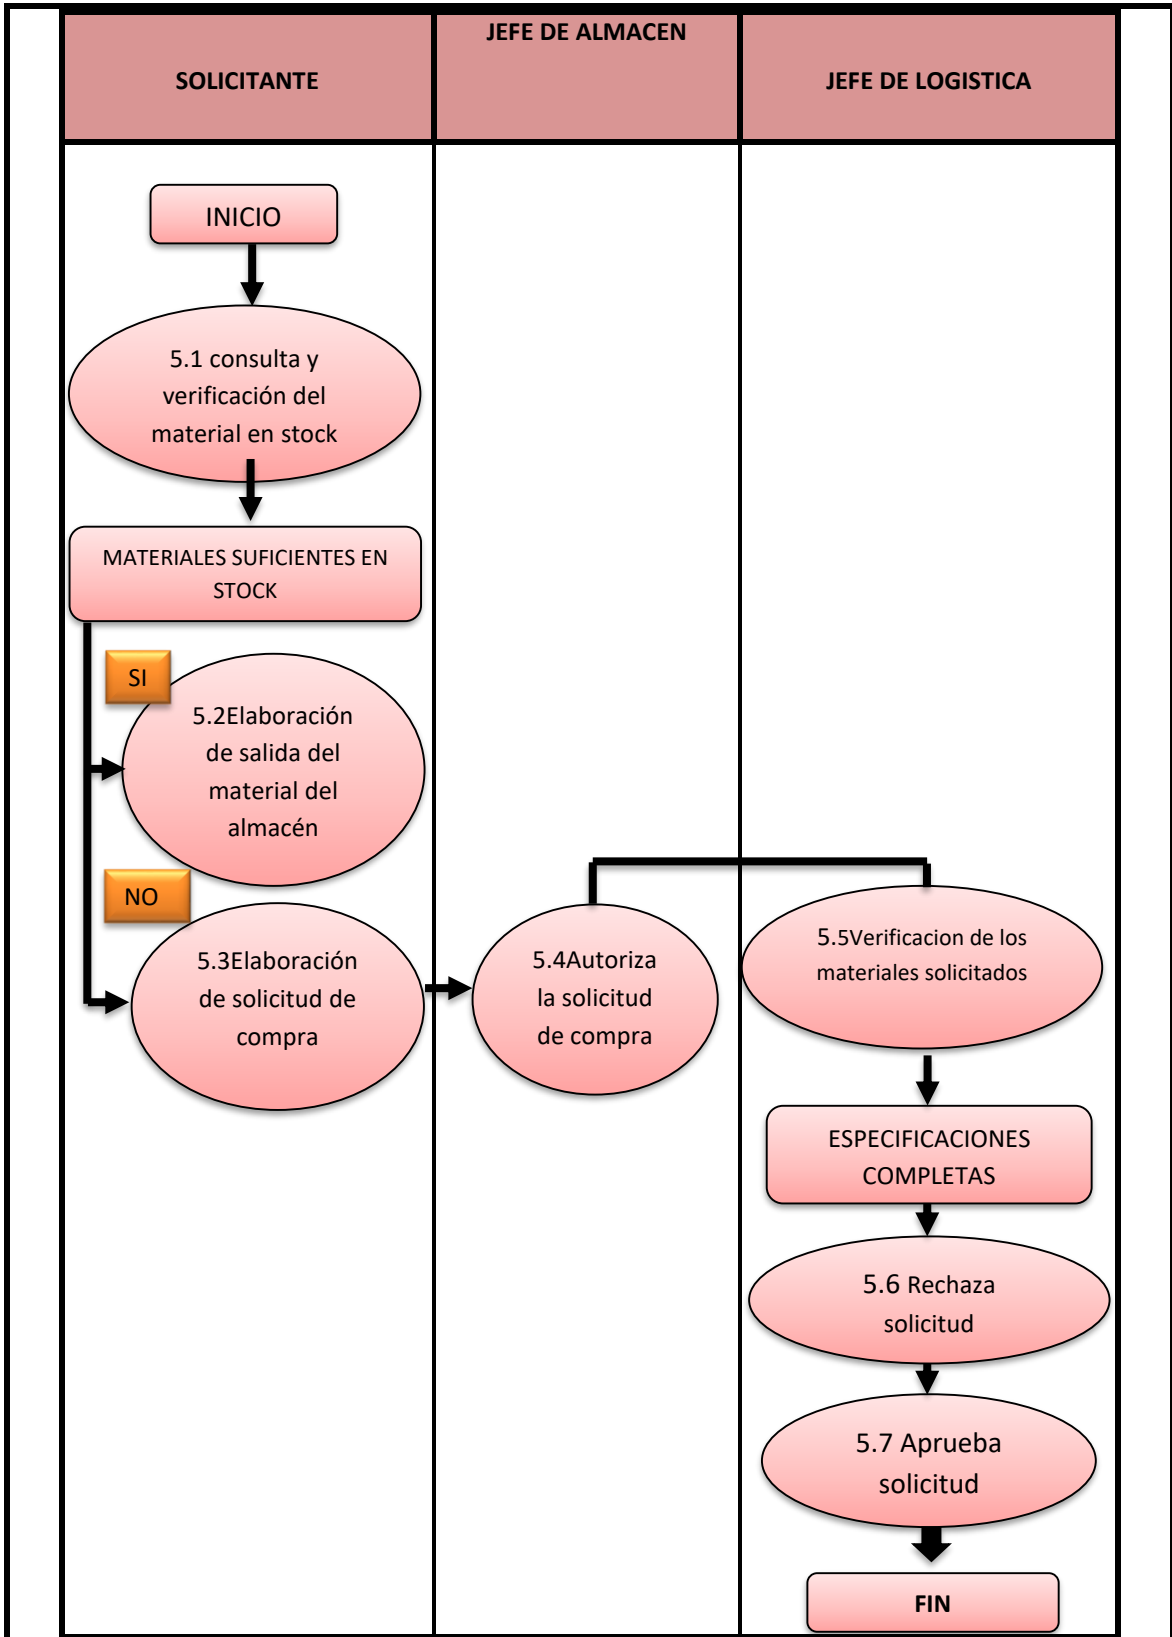 SOLICITANTE
JEFE DE ALMACEN
JEFE DE LOGISTICA
INICIO
5.1 consulta y
verificación del
material en stock
MATERIALES SUFICIENTES EN
STOCK
SI
5.2Elaboración
de salida del
material del
almacén
NO
5.3Elaboración
de solicitud de
compra
5.4Autoriza
la solicitud
de compra
5.5Verificacion de los
materiales solicitados
ESPECIFICACIONES
COMPLETAS
5.6 Rechaza
solicitud
5.7 Aprueba
solicitud
FIN